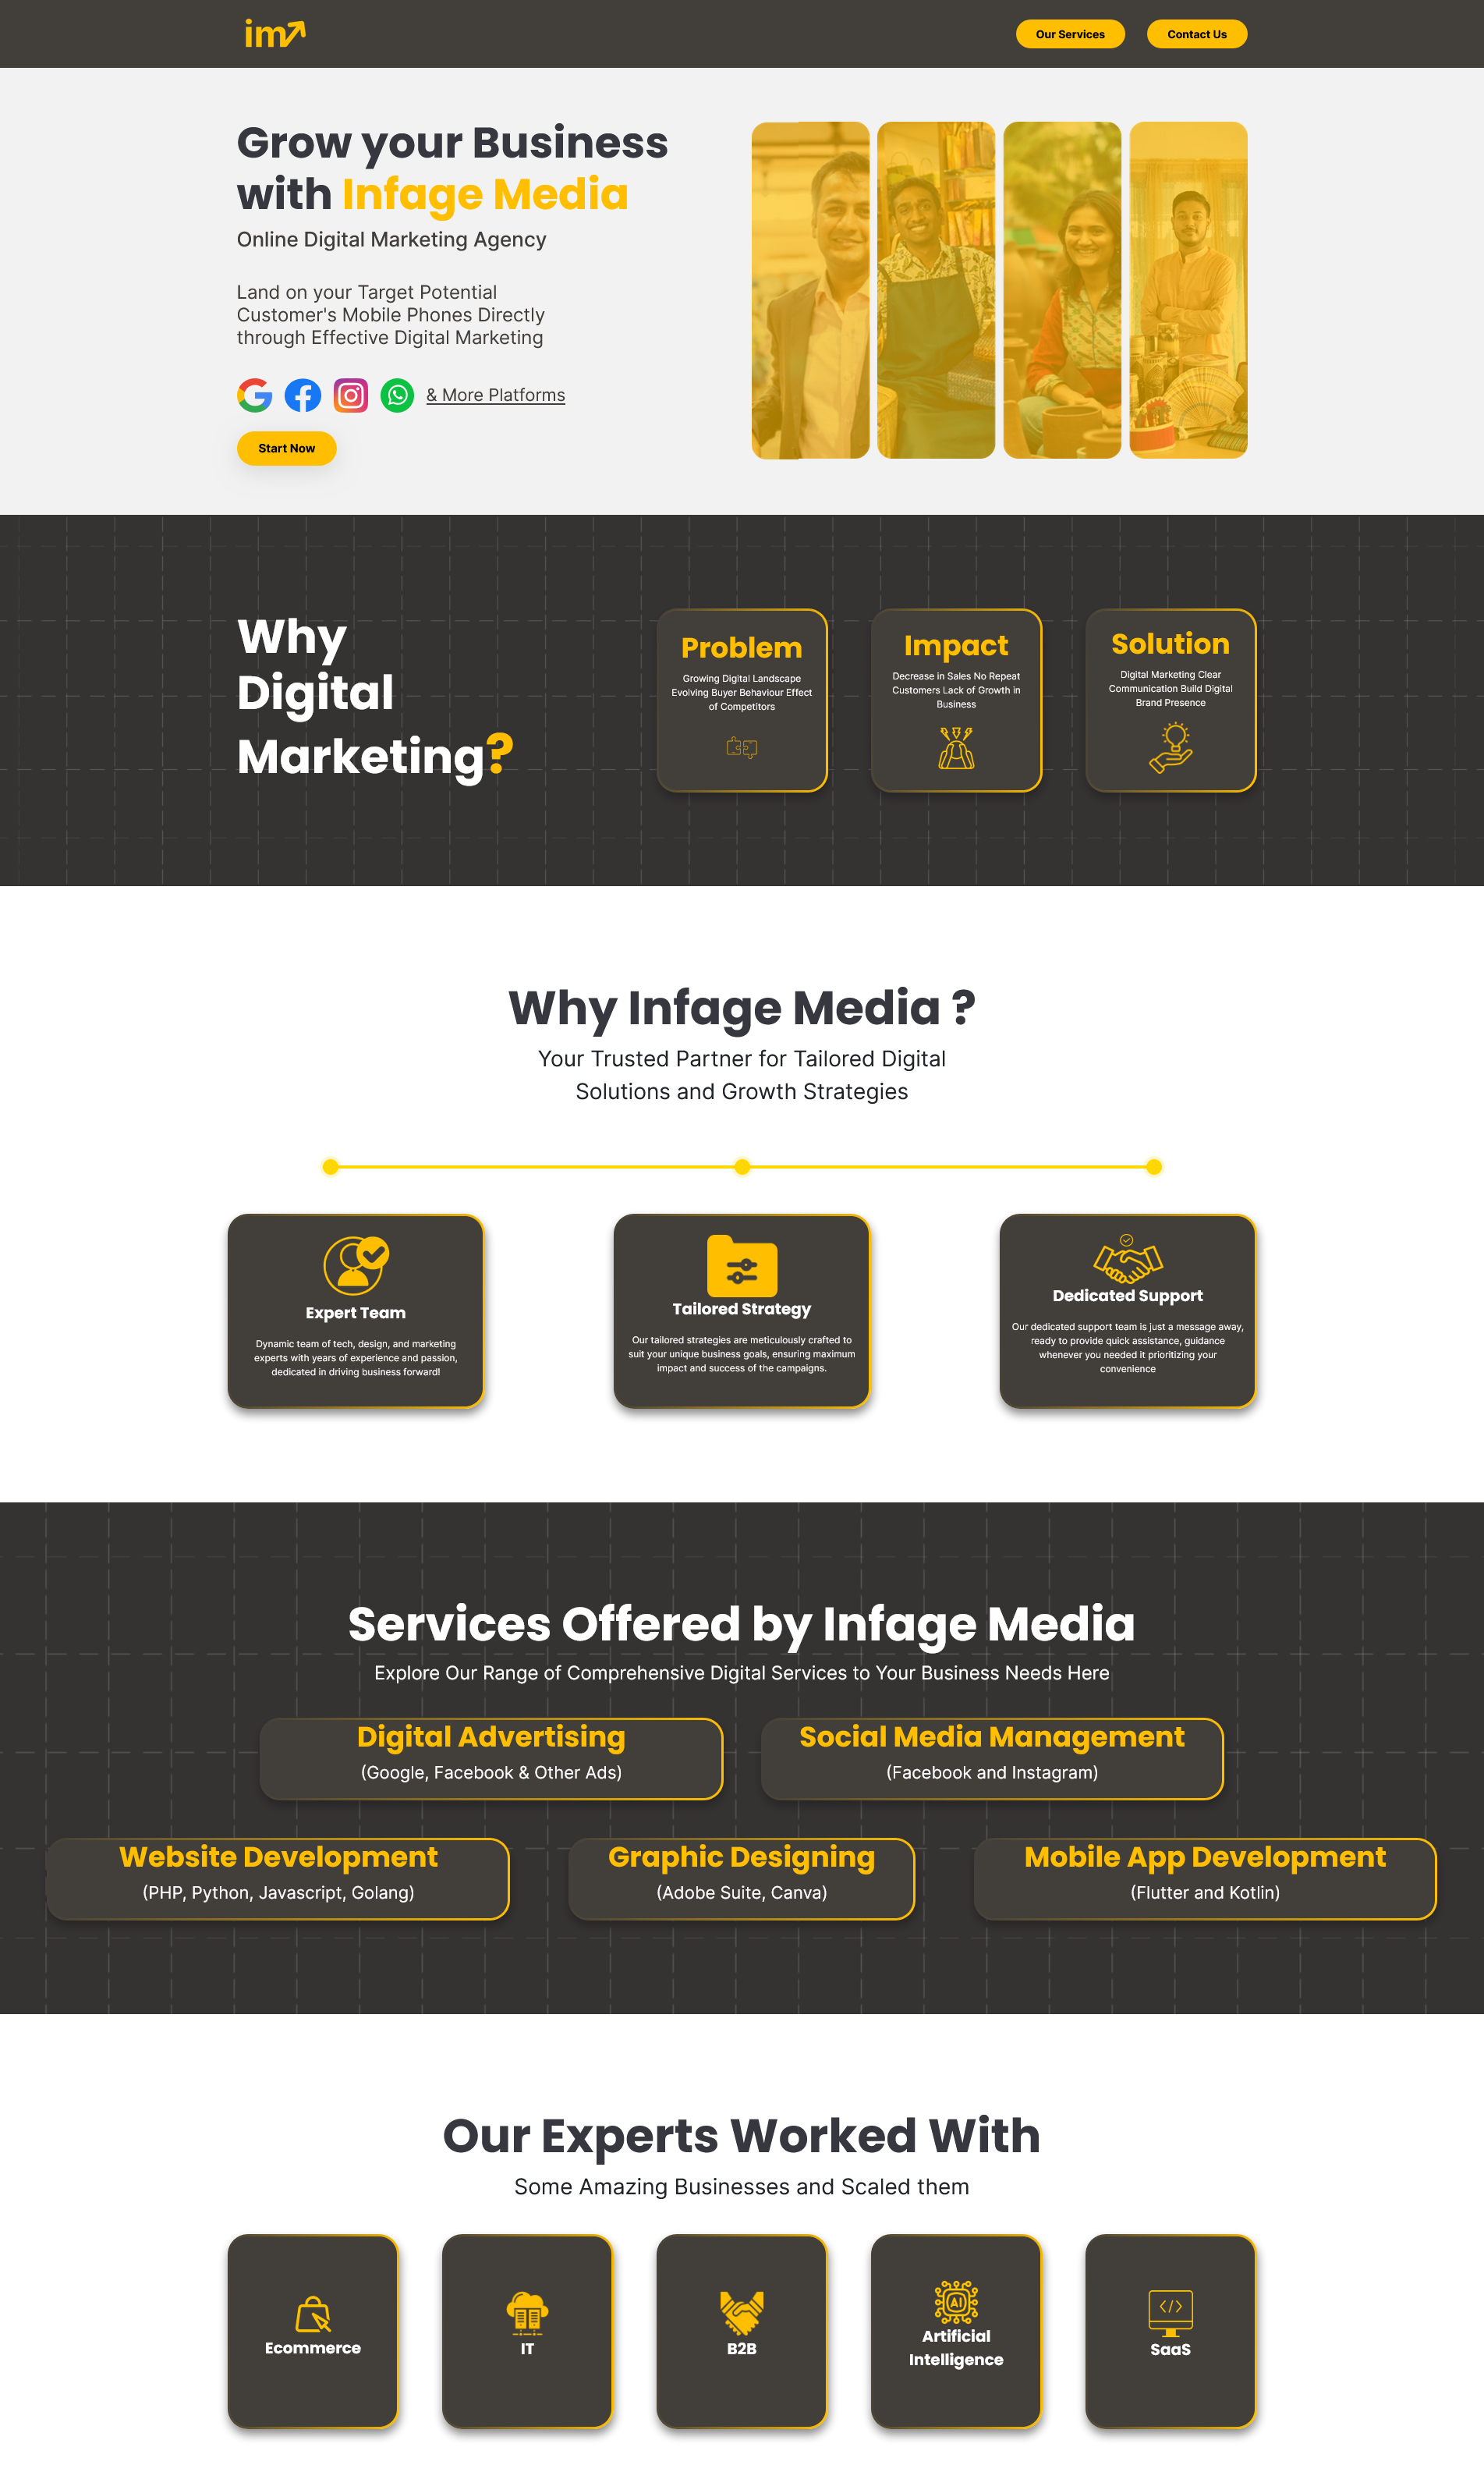 im
Our Services
Contact Us
Grow your Business
with Infage Media
Online Digital Marketing Agency
Land on your Target Potential
Customer's Mobile Phones Directly
through Effective Digital Marketing
& More Platforms
Start Now
Why
Digital
Marketing?
Problem
Growing Digital Landscape
Evolving Buyer Behaviour Effect
of Competitors
Impact
Decrease in Sales No Repeat
Customers Lack of Growth in
Business
Solution
Digital Marketing Clear
Communication Build Digital
Brand Presence
Why Infage Media ?
Your Trusted Partner for Tailored Digital
Solutions and Growth Strategies
Expert Team
Dynamic team of tech, design, and marketing
experts with years of experience and passion,
dedicated in driving business forward!
Tailored Strategy
Our tailored strategies are meticulously crafted to
suit your unique business goals, ensuring maximum
impact and success of the campaigns.
Dedicated Support
Our dedicated support team is just a message away,
ready to provide quick assistance, guidance
whenever you needed it prioritizing your
convenience
Services Offered by Infage Media
Explore Our Range of Comprehensive Digital Services to Your Business Needs Here
Digital Advertising
(Google, Facebook & Other Ads)
Social Media Management
(Facebook and Instagram)
Website Development
(PHP, Python, Javascript, Golang)
Graphic Designing
(Adobe Suite, Canva)
Mobile App Development
(Flutter and Kotlin)
Our Experts Worked With
Some Amazing Businesses and Scaled them
Ecommerce
IT
B2B
AI
Artificial
Intelligence
</>
SaaS